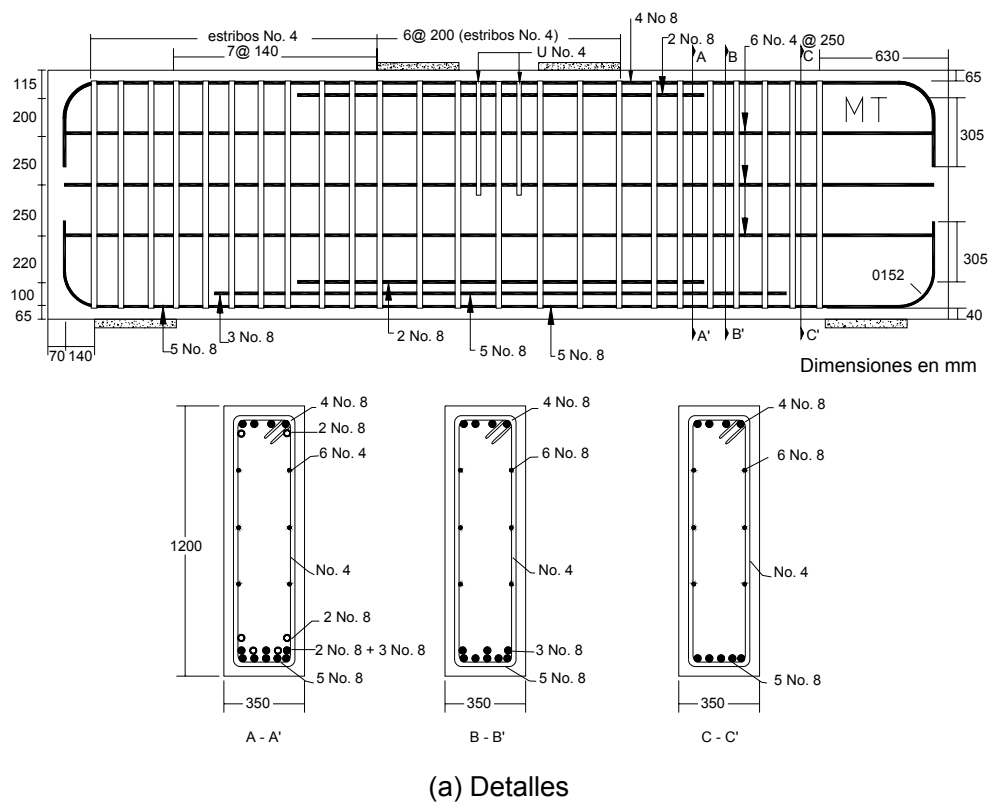 4 No 8
estribos No. 4
6@ 200 (estribos No. 4)
2 No. 8
A
B
6 No. 4 @ 250
C
7@ 140
U No. 4
630
115
65
200
MT
305
250
250
220
305
0152
100
65
40
70
140
5 No. 8
3 No. 8
2 No. 8
5 No. 8
5 No. 8
A'
B'
C'
Dimensiones en mm
4 No. 8
2 No. 8
6 No. 4
1200
No. 4
2 No. 8
2 No. 8 + 3 No. 8
5 No. 8
350
A - A'
4 No. 8
6 No. 8
No. 4
3 No. 8
5 No. 8
350
B - B'
4 No. 8
6 No. 8
No. 4
5 No. 8
350
C - C'
(a) Detalles